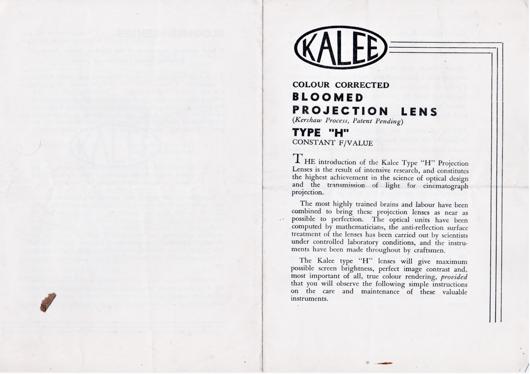 KALEE
COLOUR CORRECTED
BLOOMED
PROJECTION LENS
(Kershaw Process, Patent Pending)
TYPE "H"
CONSTANT F/VALUE
THE introduction of the Kalee Type "H" Projection
Lenses is the result of intensive research, and constitutes
the highest achievement in the science of optical design
and the transmission of light for cinematograph
projection.
The most highly trained brains and labour have been
combined to bring these projection lenses as near as
possible to perfection. The optical units have been
computed by mathematicians, the anti-reflection surface
treatment of the lenses has been carried out by scientists
under controlled laboratory conditions, and the instru-
ments have been made throughout by craftsmen.
The Kalee type "H" lenses will give maximum
possible screen brightness, perfect image contrast and,
most important of all, true colour rendering, provided
that you will observe the following simple instructions
on the care and maintenance of these valuable
instruments.